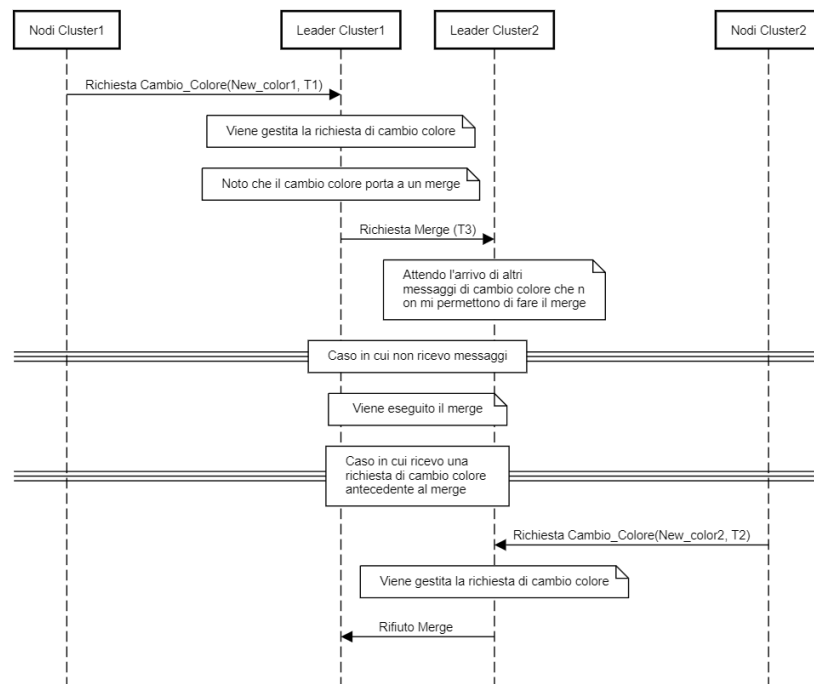 Nodi Cluster1
Leader Cluster1
Leader Cluster2
Nodi Cluster2
Richiesta Cambio_Colore(New_color1, T1)
Viene gestita la richiesta di cambio colore
Noto che il cambio colore porta a un merge
Richiesta Merge (T3)
Attendo l'arrivo di altri
messaggi di cambio colore che n
on mi permettono di fare il merge
Caso in cui non ricevo messaggi
Viene eseguito il merge
Caso in cui ricevo una
richiesta di cambio colore
antecedente al merge
Richiesta Cambio_Colore(New_color2, T2)
Viene gestita la richiesta di cambio colore
Rifiuto Merge